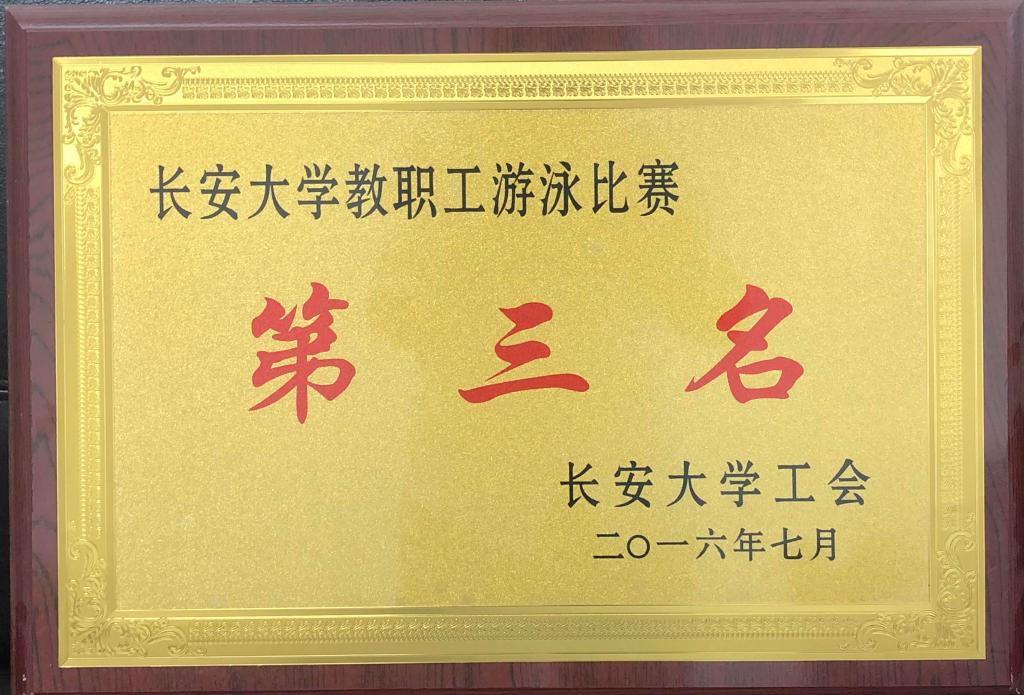 长安大学教职工游泳比赛
第三名
长安大学工会
二〇一六年七月